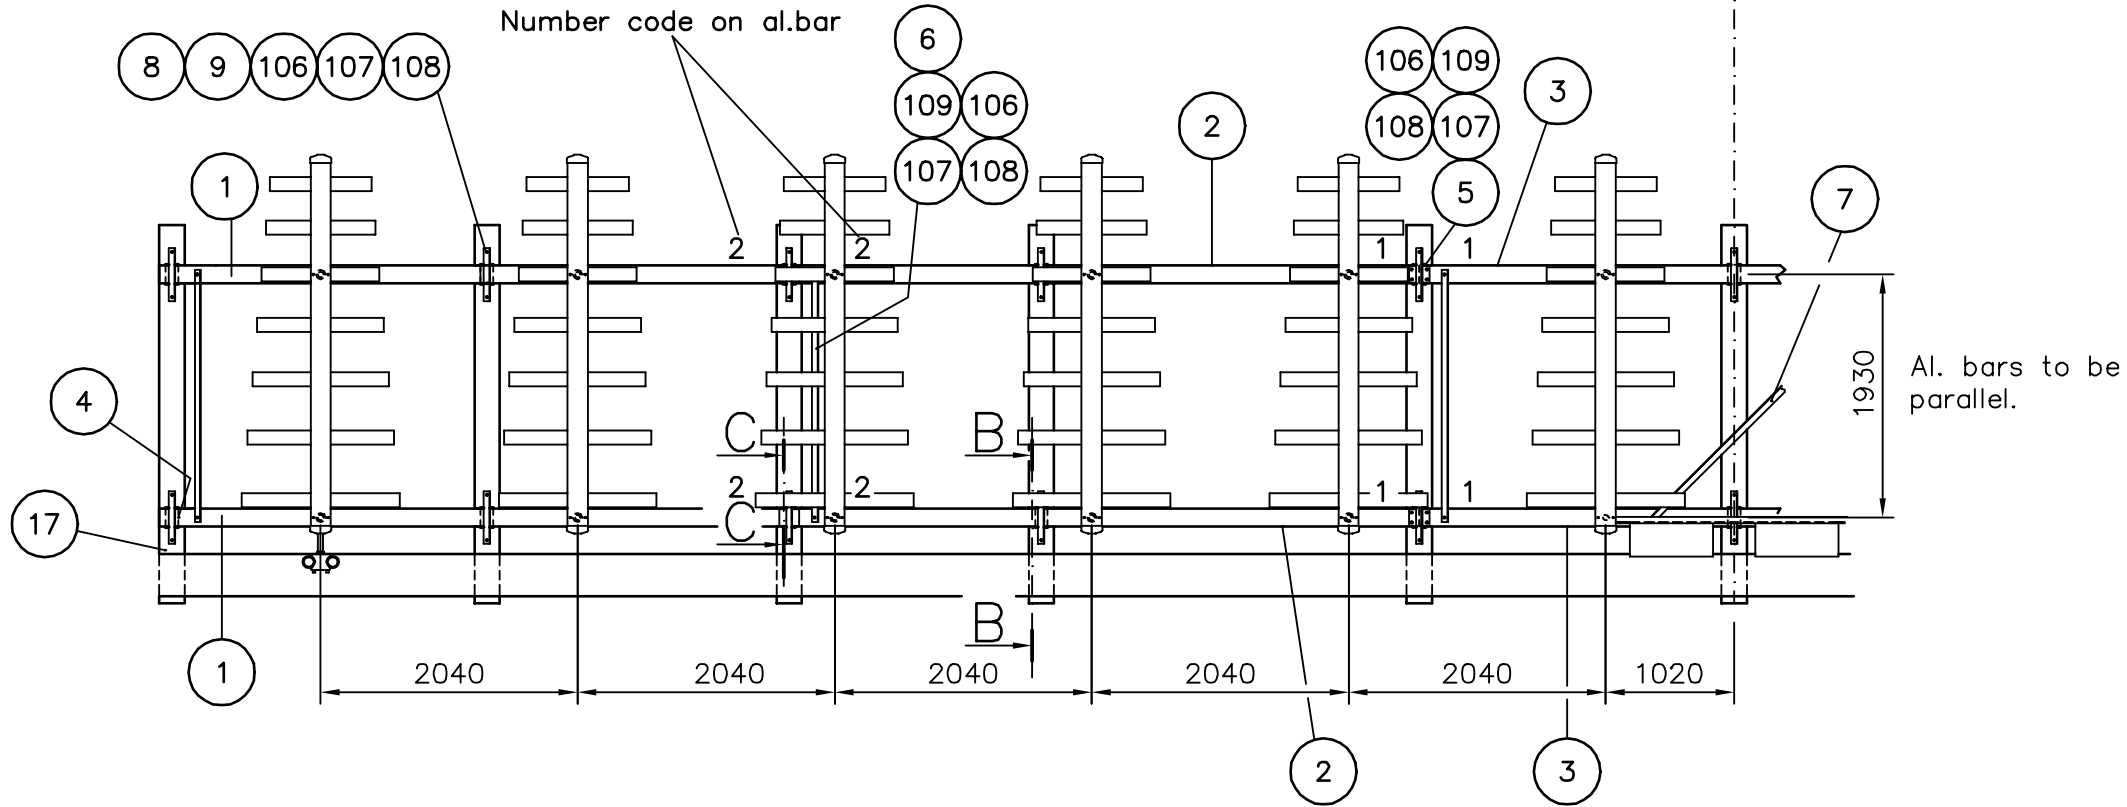 Number code on al.bar
6
8 9 106 107 108
106 109
109 106
3
2
108 107
107 108
1
5
7
2 2 1 1
1930
Al. bars to be
parallel.
4
C B
2 2 1 1
17
C
B
1
2040 2040 2040 2040 2040 1020
2 3